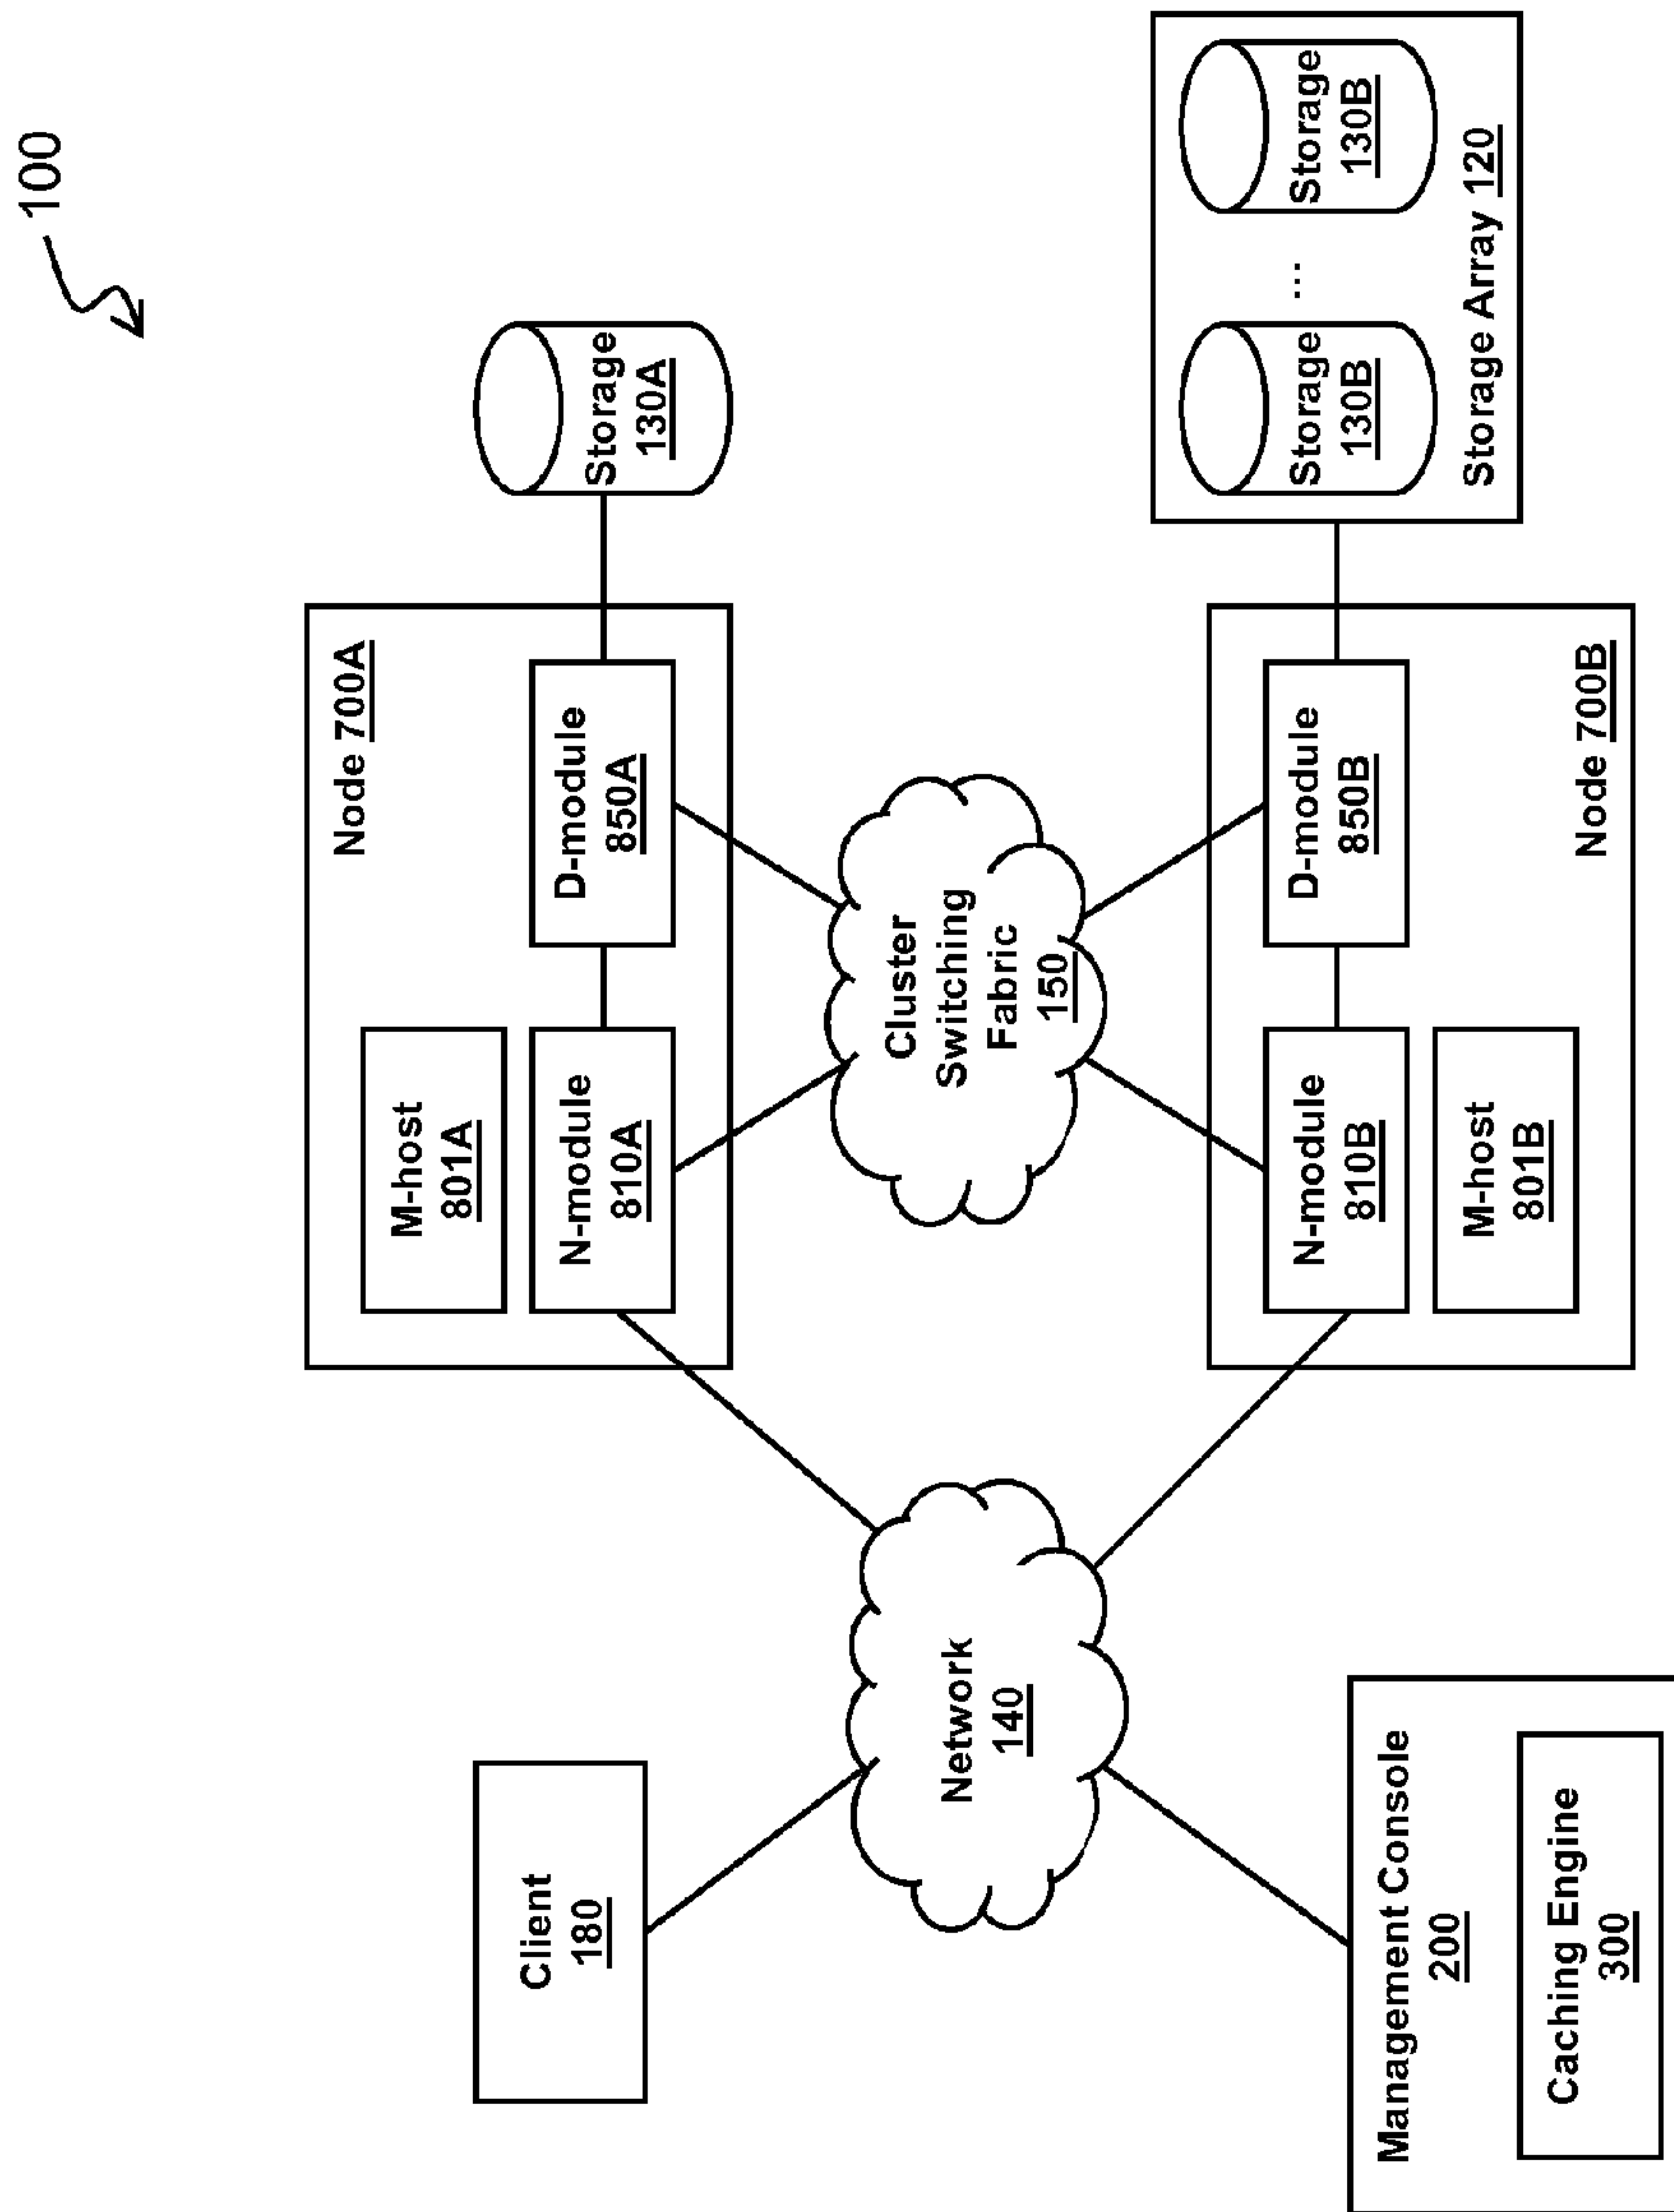 100
Client
180
Management Console
200
Caching Engine
300
Network
140
Node 700A
M-host
801A
N-module
810A
D-module
850A
Storage
130A
Cluster
Switching
Fabric
150
N-module
810B
D-module
850B
M-host
801B
Node 700B
Storage
130B
...
Storage
130B
Storage Array 120